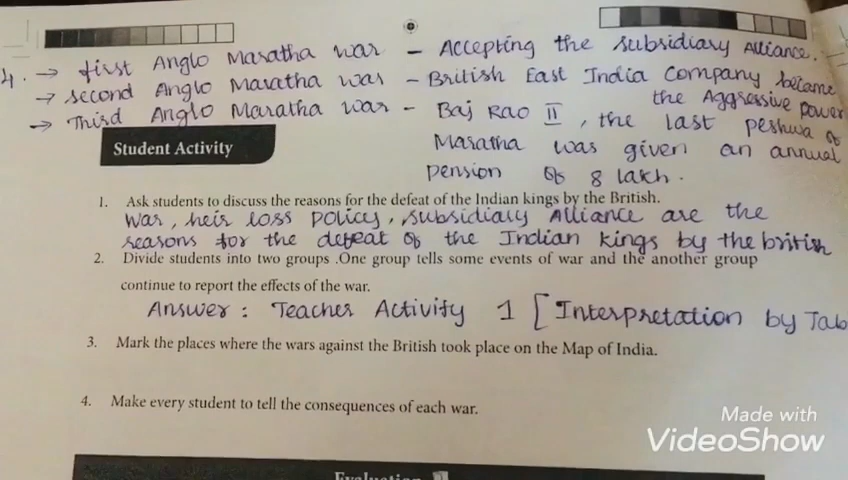 4. → First Anglo Maratha war - Accepting the subsidiary Alliance.
→ second Anglo Maratha war - British East India Company became the Aggressive power
→ Third Anglo Maratha war - Baj Rao II, the last peshwa of
Maratha was given an annual
pension of 8 lakh.
Student Activity
1. Ask students to discuss the reasons for the defeat of the Indian kings by the British.
War, heir loss policy, subsidiary Alliance are the
reasons for the defeat of the Indian kings by the british
2. Divide students into two groups .One group tells some events of war and the another group
continue to report the effects of the war.
Answer : Teacher Activity 1 [Interpretation by Tab
3. Mark the places where the wars against the British took place on the Map of India.
4. Make every student to tell the consequences of each war.
Made with
VideoShow
Evaluation